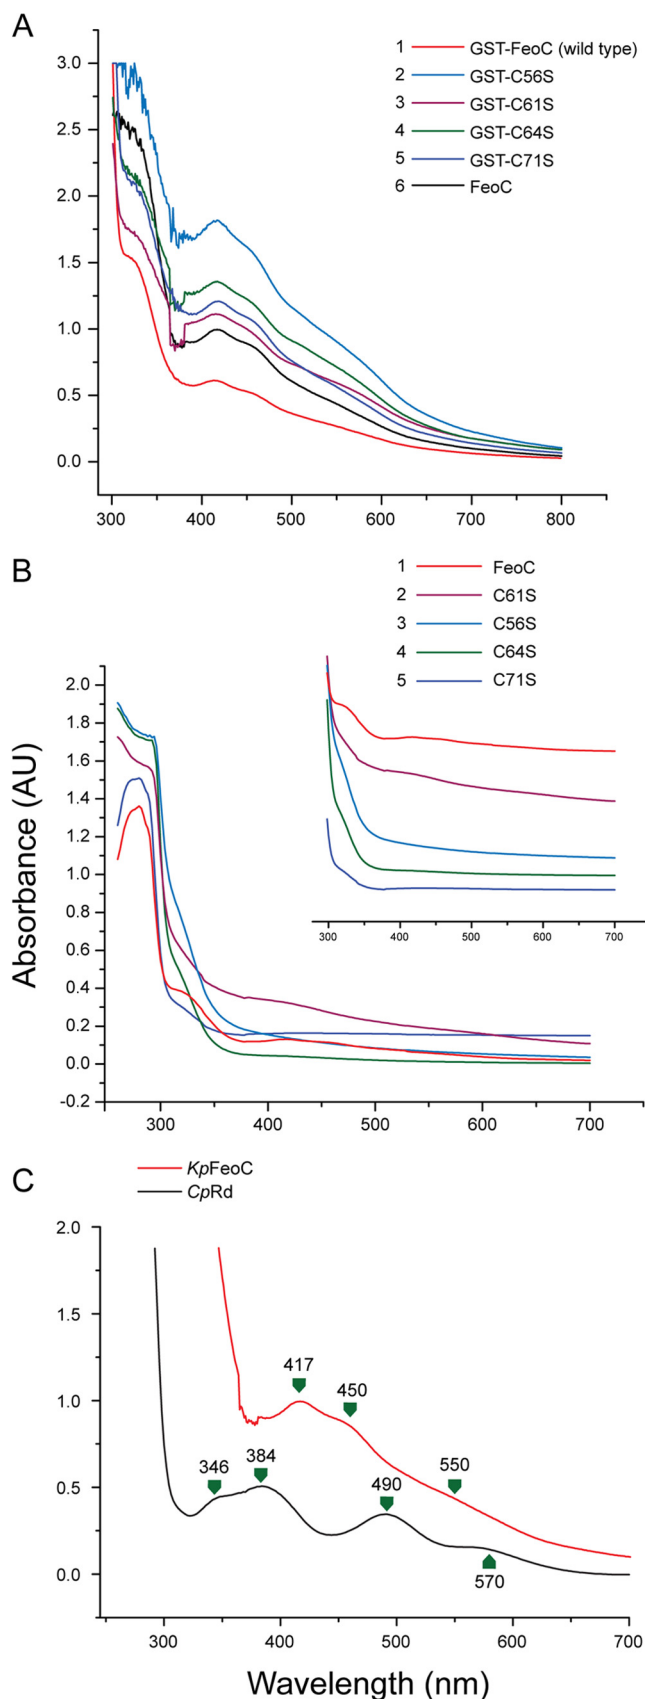 A
1 GST-FeoC (wild type)
2 GST-C56S
3 GST-C61S
4 GST-C64S
5 GST-C71S
6 FeoC
3.0
2.5
2.0
1.5
1.0
0.5
0.0
300 400 500 600 700 800
B
1 FeoC
2 C61S
3 C56S
4 C64S
5 C71S
2.0
1.8
1.6
1.4
1.2
1.0
0.8
0.6
0.4
0.2
0.0
-0.2
300 400 500 600 700
300 400 500 600 700
Absorbance (AU)
C
KpFeoC
CpRd
2.0
1.5
1.0
0.5
0.0
417
450
346 384
490
550
570
300 400 500 600 700
Wavelength (nm)